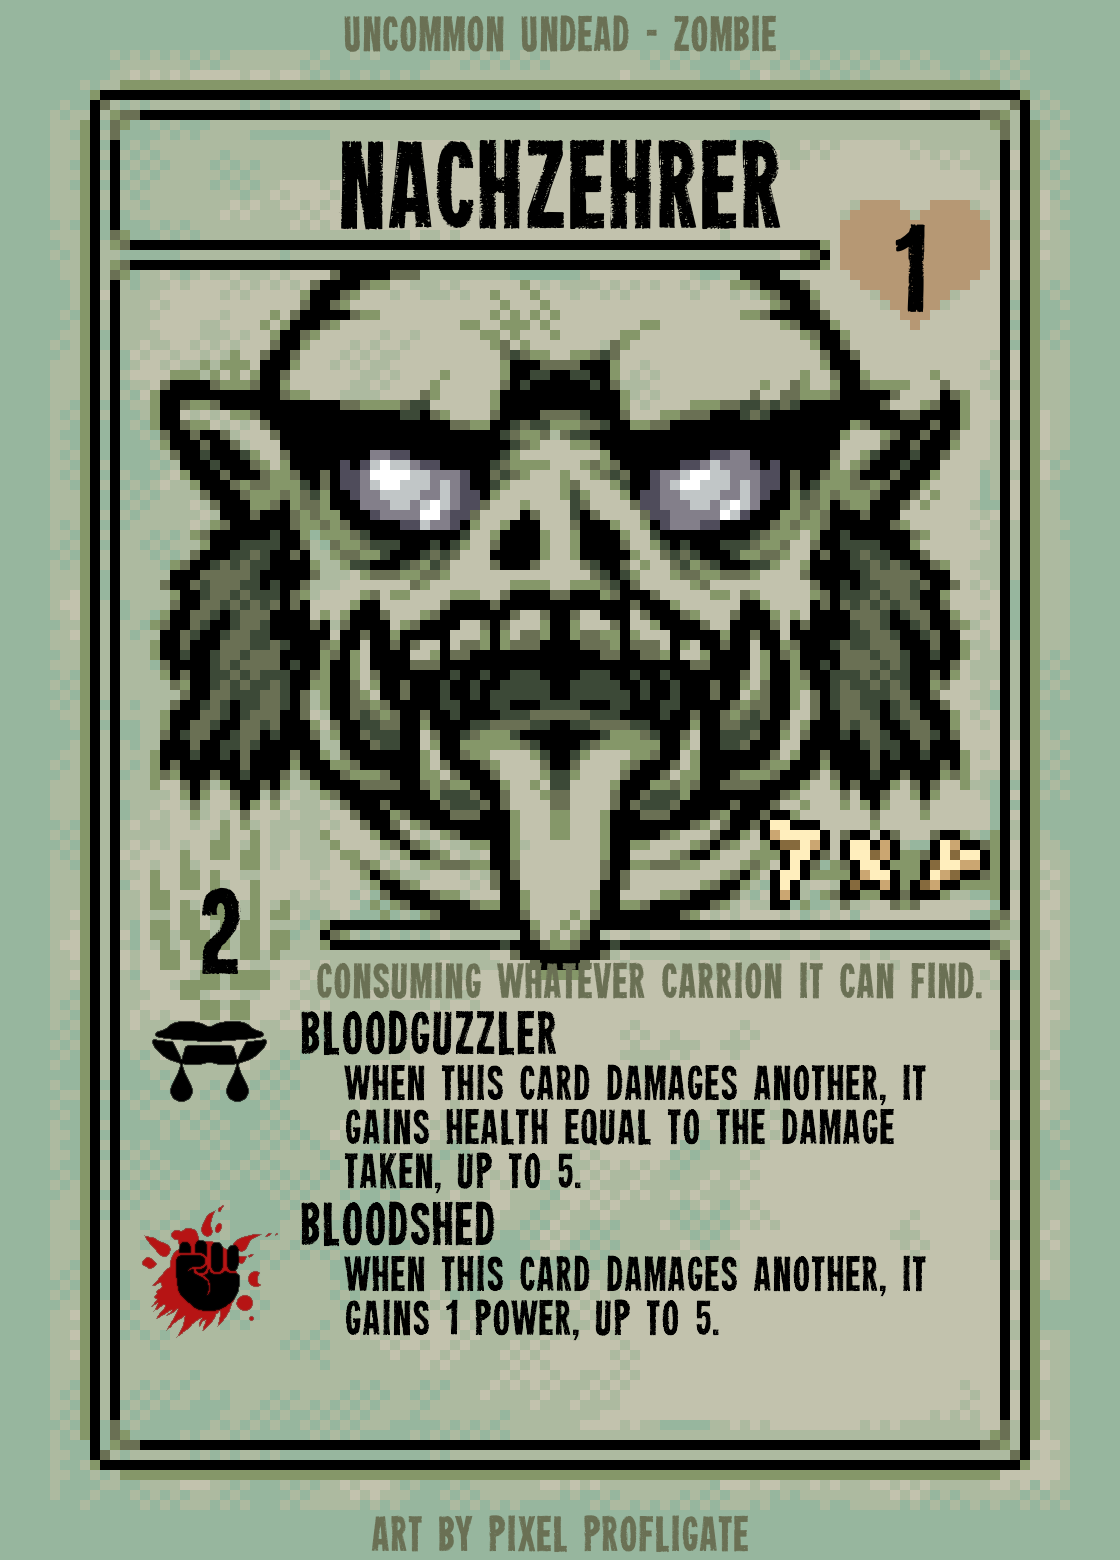 UNCOMMON UNDEAD - ZOMBIE
NACHZEHRER
1
7 X
2
CONSUMING WHATEVER CARRION IT CAN FIND.
BLOODGUZZLER
WHEN THIS CARD DAMAGES ANOTHER, IT
GAINS HEALTH EQUAL TO THE DAMAGE
TAKEN, UP TO 5.
BLOODSHED
WHEN THIS CARD DAMAGES ANOTHER, IT
GAINS 1 POWER, UP TO 5.
ART BY PIXEL PROFLIGATE